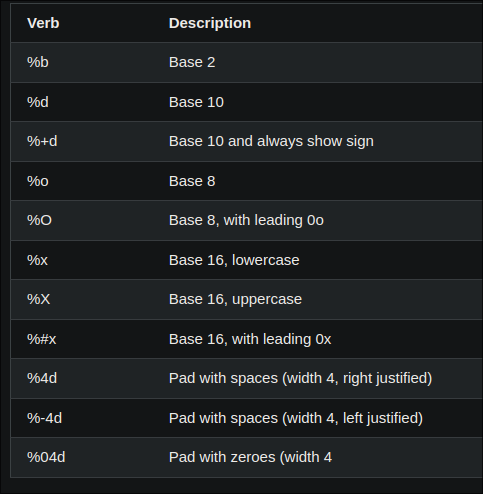 Verb Description
%b Base 2
%d Base 10
%+d Base 10 and always show sign
%o Base 8
%O Base 8, with leading 0o
%x Base 16, lowercase
%X Base 16, uppercase
%#x Base 16, with leading 0x
%4d Pad with spaces (width 4, right justified)
%-4d Pad with spaces (width 4, left justified)
%04d Pad with zeroes (width 4